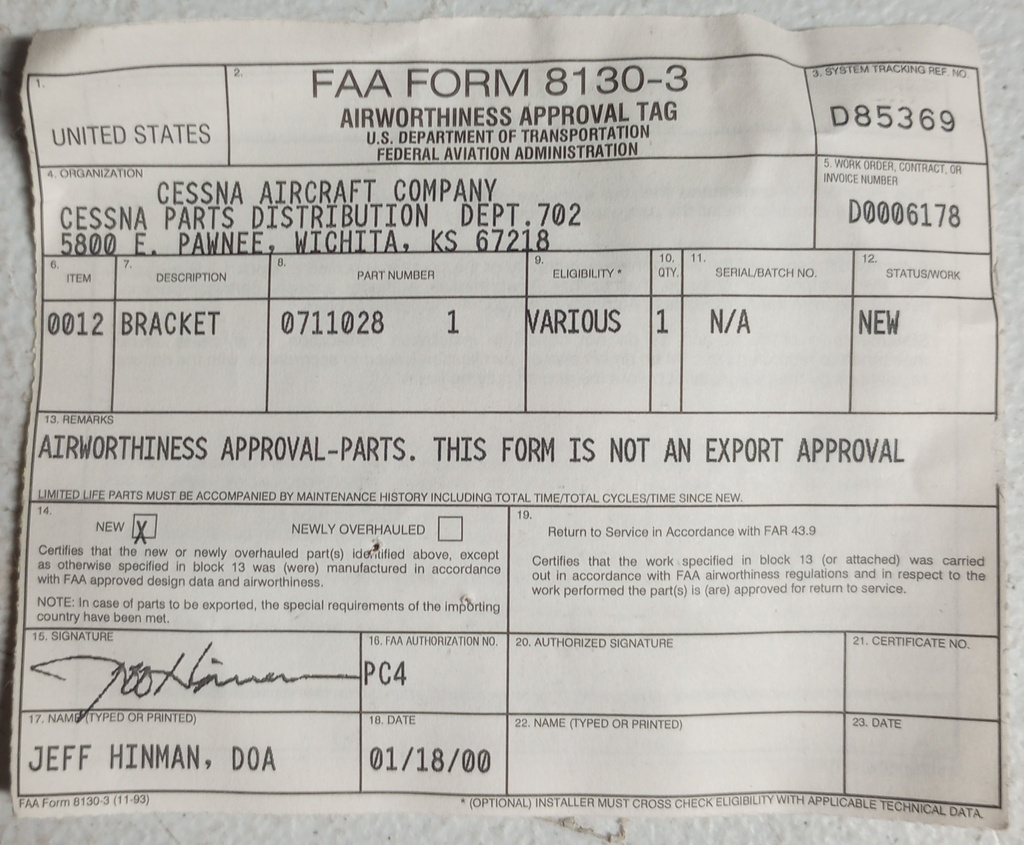 1.
UNITED STATES
2.
FAA FORM 8130-3
AIRWORTHINESS APPROVAL TAG
U.S. DEPARTMENT OF TRANSPORTATION
FEDERAL AVIATION ADMINISTRATION
3. SYSTEM TRACKING REF. NO.
D85369
4. ORGANIZATION
CESSNA AIRCRAFT COMPANY
CESSNA PARTS DISTRIBUTION DEPT.702
5800 E. PAWNEE, WICHITA, KS 67218
5. WORK ORDER, CONTRACT, OR
INVOICE NUMBER
D0006178
6. ITEM 7. DESCRIPTION 8. PART NUMBER 9. ELIGIBILITY * 10. QTY. 11. SERIAL/BATCH NO. 12. STATUS/WORK
0012 BRACKET 0711028 1 VARIOUS 1 N/A NEW
13. REMARKS
AIRWORTHINESS APPROVAL-PARTS. THIS FORM IS NOT AN EXPORT APPROVAL
LIMITED LIFE PARTS MUST BE ACCOMPANIED BY MAINTENANCE HISTORY INCLUDING TOTAL TIME/TOTAL CYCLES/TIME SINCE NEW.
14.
NEW X NEWLY OVERHAULED
Certifies that the new or newly overhauled part(s) identified above, except
as otherwise specified in block 13 was (were) manufactured in accordance
with FAA approved design data and airworthiness.
NOTE: In case of parts to be exported, the special requirements of the importing
country have been met.
19.
Return to Service in Accordance with FAR 43.9
Certifies that the work specified in block 13 (or attached) was carried
out in accordance with FAA airworthiness regulations and in respect to the
work performed the part(s) is (are) approved for return to service.
15. SIGNATURE
Jeff Hinman
16. FAA AUTHORIZATION NO.
PC4
20. AUTHORIZED SIGNATURE
21. CERTIFICATE NO.
17. NAME (TYPED OR PRINTED)
JEFF HINMAN, DOA
18. DATE
01/18/00
22. NAME (TYPED OR PRINTED)
23. DATE
FAA Form 8130-3 (11-93)
* (OPTIONAL) INSTALLER MUST CROSS CHECK ELIGIBILITY WITH APPLICABLE TECHNICAL DATA.